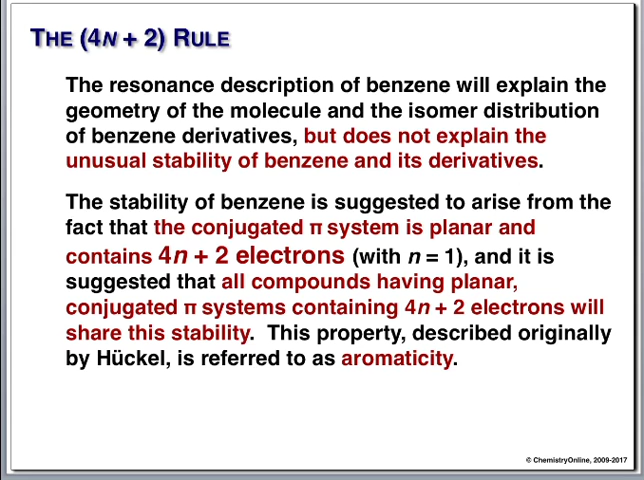 THE (4N + 2) RULE
The resonance description of benzene will explain the
geometry of the molecule and the isomer distribution
of benzene derivatives, but does not explain the
unusual stability of benzene and its derivatives.
The stability of benzene is suggested to arise from the
fact that the conjugated π system is planar and
contains 4n + 2 electrons (with n = 1), and it is
suggested that all compounds having planar,
conjugated π systems containing 4n + 2 electrons will
share this stability. This property, described originally
by Hückel, is referred to as aromaticity.
© ChemistryOnline, 2009-2017